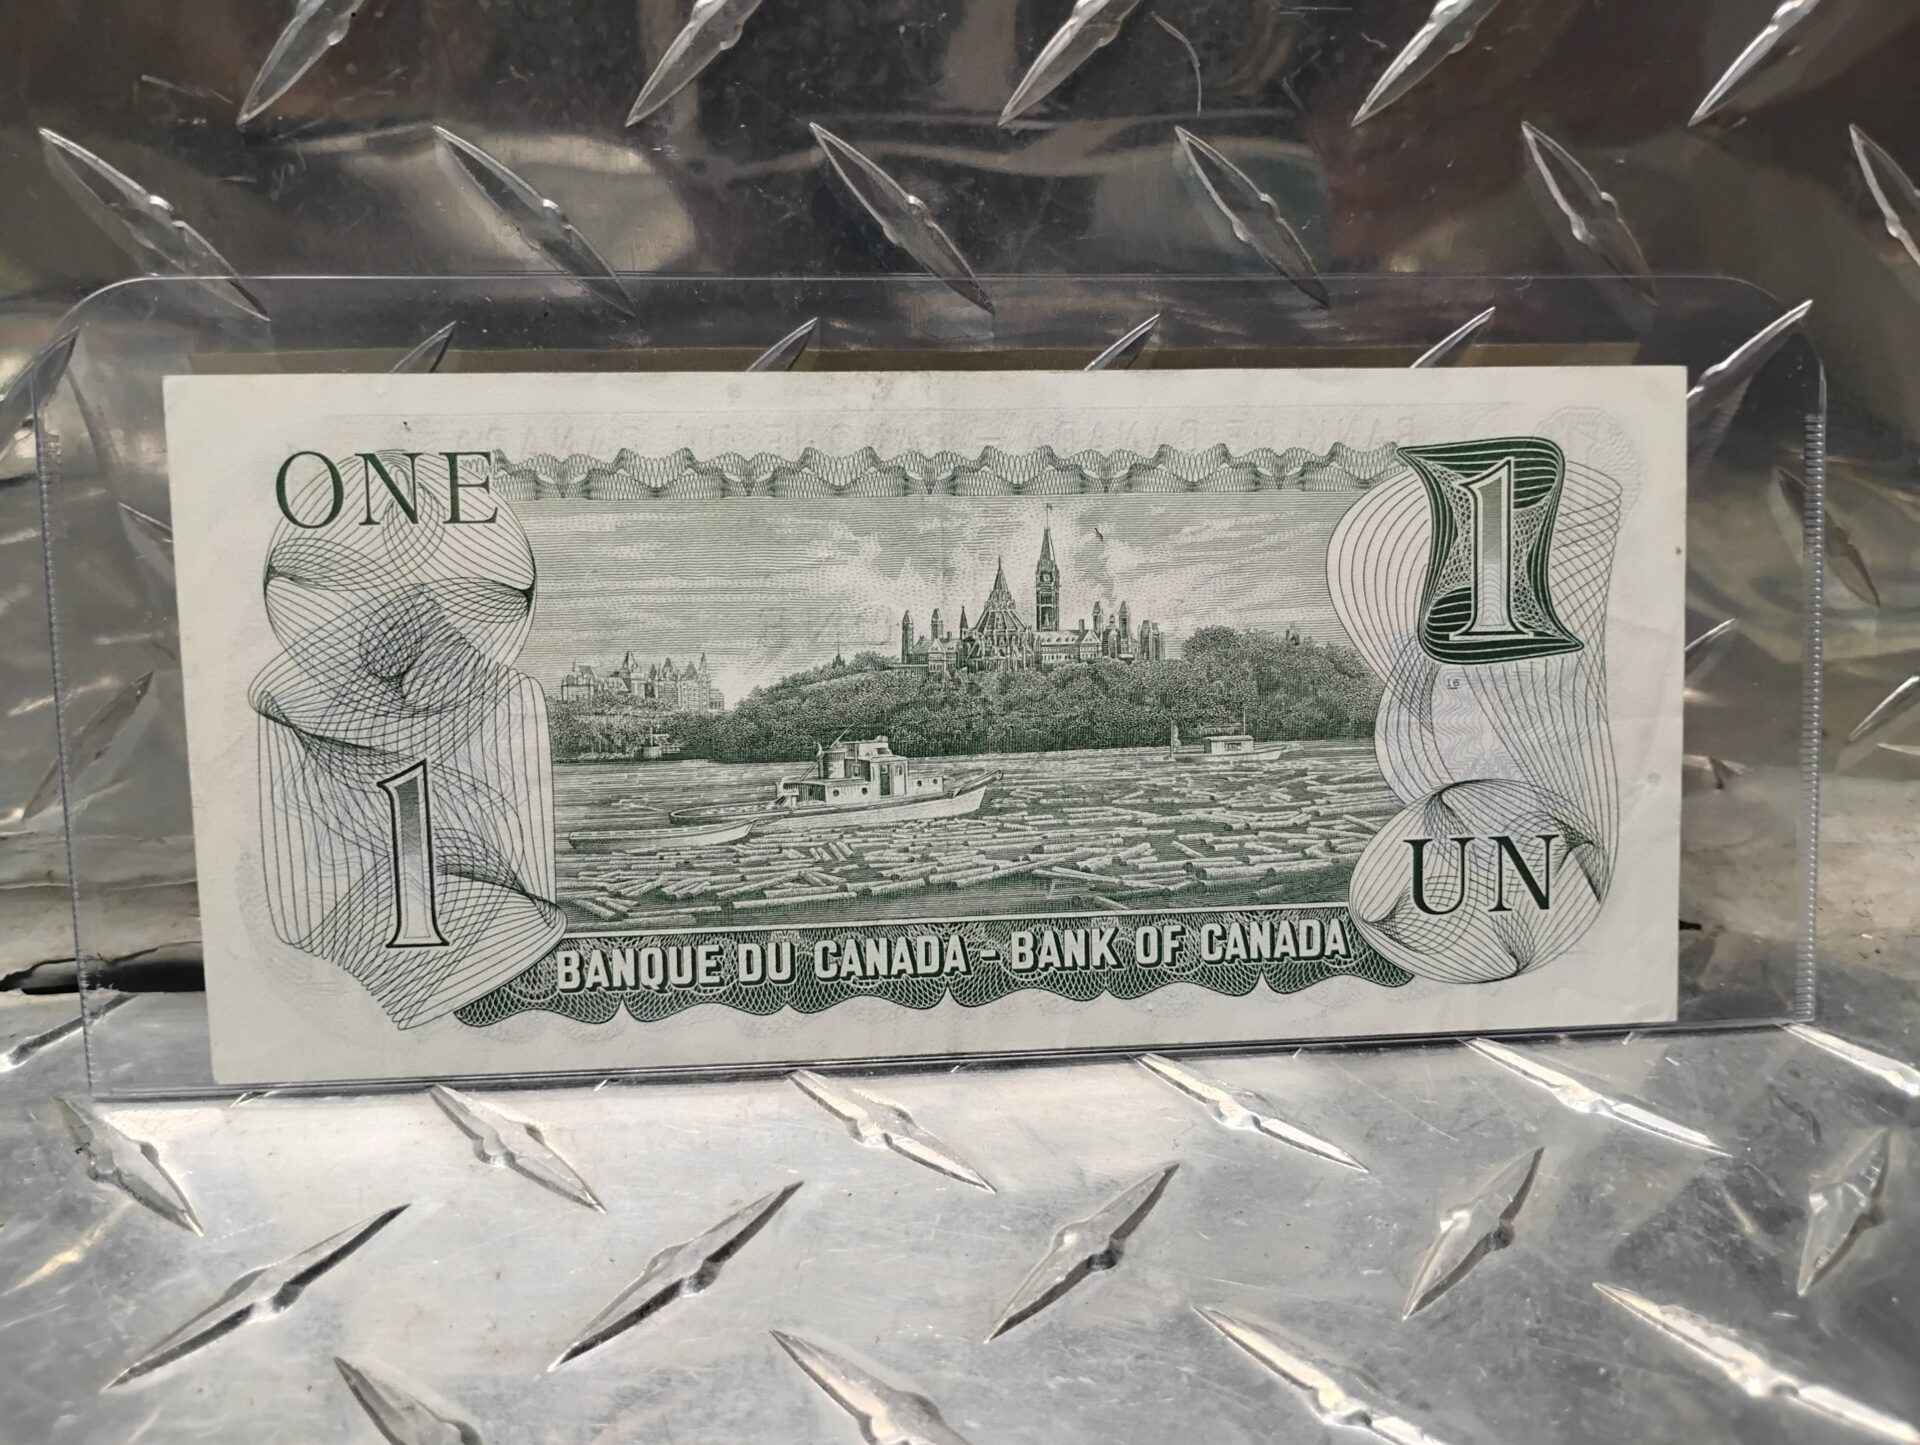 ONE
1
1
UN
BANQUE DU CANADA - BANK OF CANADA